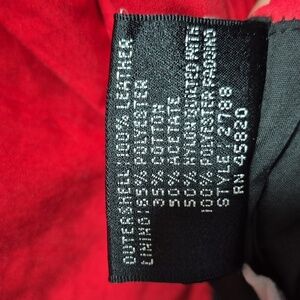 OUTERSHELL:100% LEATHER
LINING:65% POLYESTER
35% COTTON
50% ACETATE
50% NYLON QUILTED WITH
100% POLYESTER PADDING
STYLE/2788
RN 45820